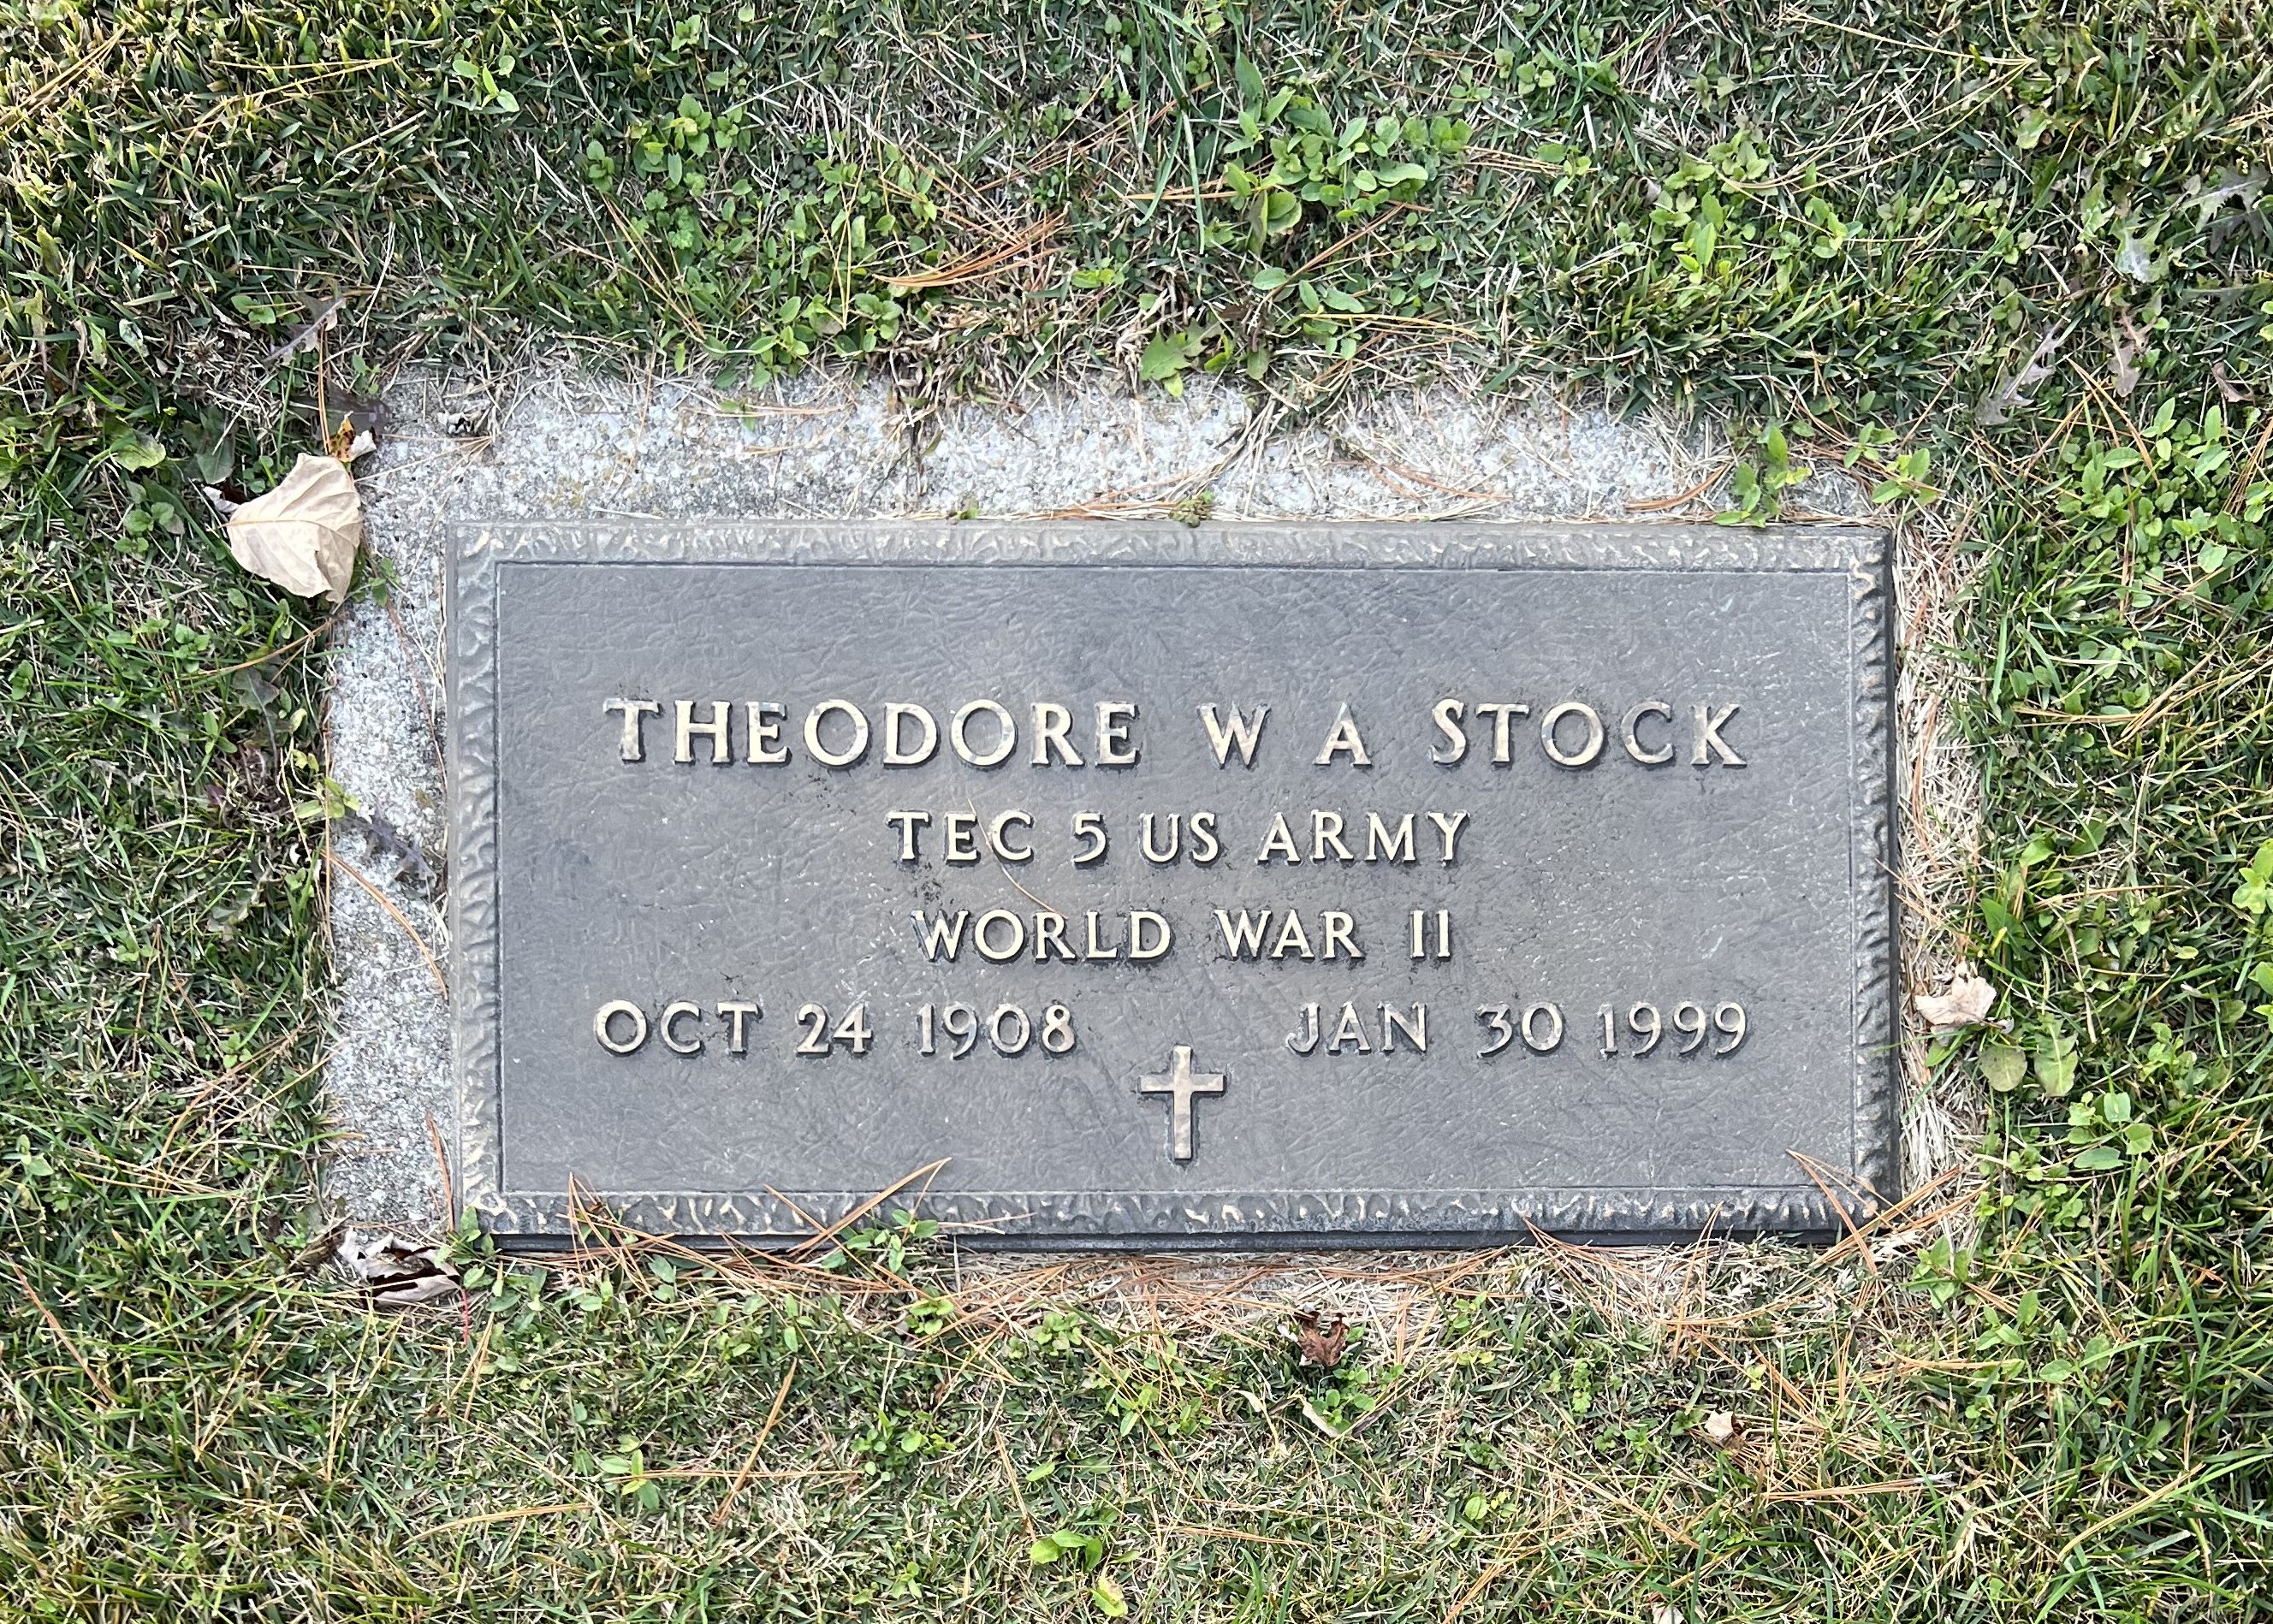 THEODORE W A STOCK
TEC 5 US ARMY
WORLD WAR II
OCT 24 1908 JAN 30 1999